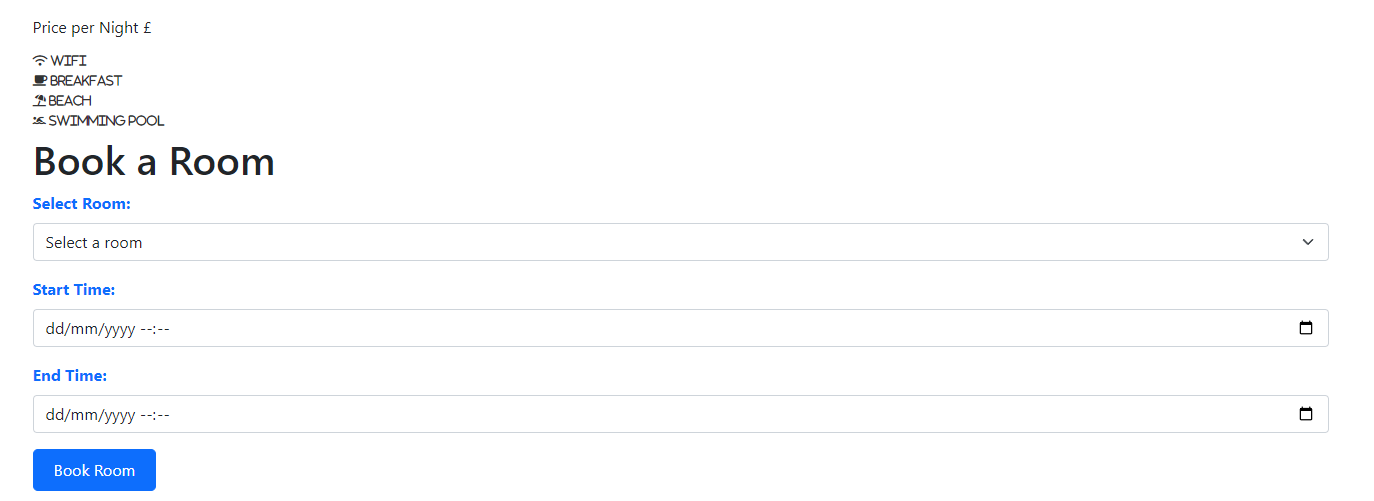 Price per Night £
WIFI
BREAKFAST
BEACH
SWIMMING POOL
Book a Room
Select Room:
Select a room
Start Time:
dd/mm/yyyy --:--
End Time:
dd/mm/yyyy --:--
Book Room